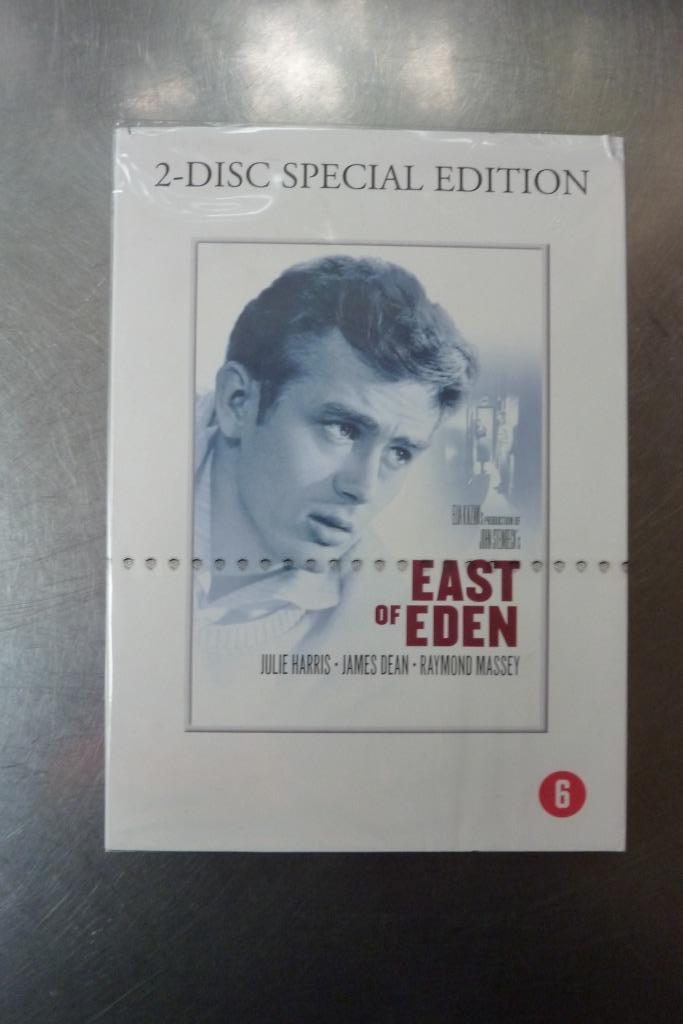 2-DISC SPECIAL EDITION
ELIA KAZAN's PRODUCTION OF
JOHN STEINBECK's
EAST
OF EDEN
JULIE HARRIS • JAMES DEAN • RAYMOND MASSEY
6